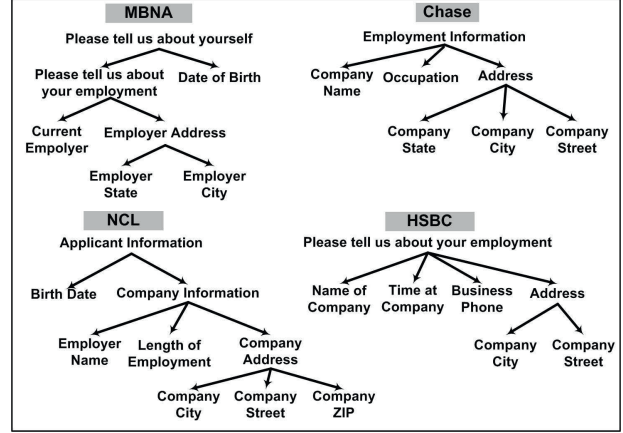 MBNA
Please tell us about yourself
Please tell us about
your employment
Date of Birth
Current
Empolyer
Employer Address
Employer
State
Employer
City
Chase
Employment Information
Company
Name
Occupation
Address
Company
State
Company
City
Company
Street
NCL
Applicant Information
Birth Date
Company Information
Employer
Name
Length of
Employment
Company
Address
Company
City
Company
Street
Company
ZIP
HSBC
Please tell us about your employment
Name of
Company
Time at
Company
Business
Phone
Address
Company
City
Company
Street